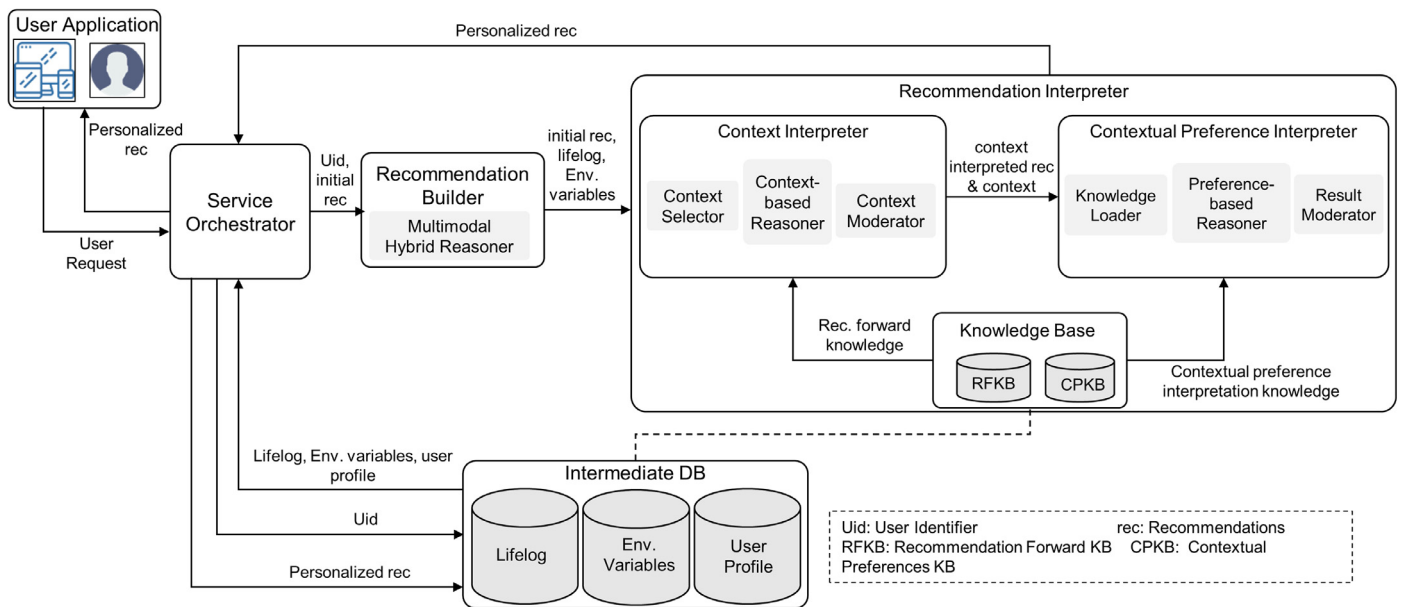 User Application
Personalized rec
Recommendation Interpreter
Personalized
rec
Service
Orchestrator
User
Request
Uid,
initial
rec
Recommendation
Builder
Multimodal
Hybrid Reasoner
initial rec,
lifelog,
Env.
variables
Context Interpreter
Context
Selector
Context-
based
Reasoner
Context
Moderator
context
interpreted rec
& context
Contextual Preference Interpreter
Knowledge
Loader
Preference-
based
Reasoner
Result
Moderator
Rec. forward
knowledge
Knowledge Base
RFKB
CPKB
Contextual preference
interpretation knowledge
Lifelog, Env. variables, user
profile
Uid
Personalized rec
Intermediate DB
Lifelog
Env.
Variables
User
Profile
Uid: User Identifier rec: Recommendations
RFKB: Recommendation Forward KB CPKB: Contextual
Preferences KB